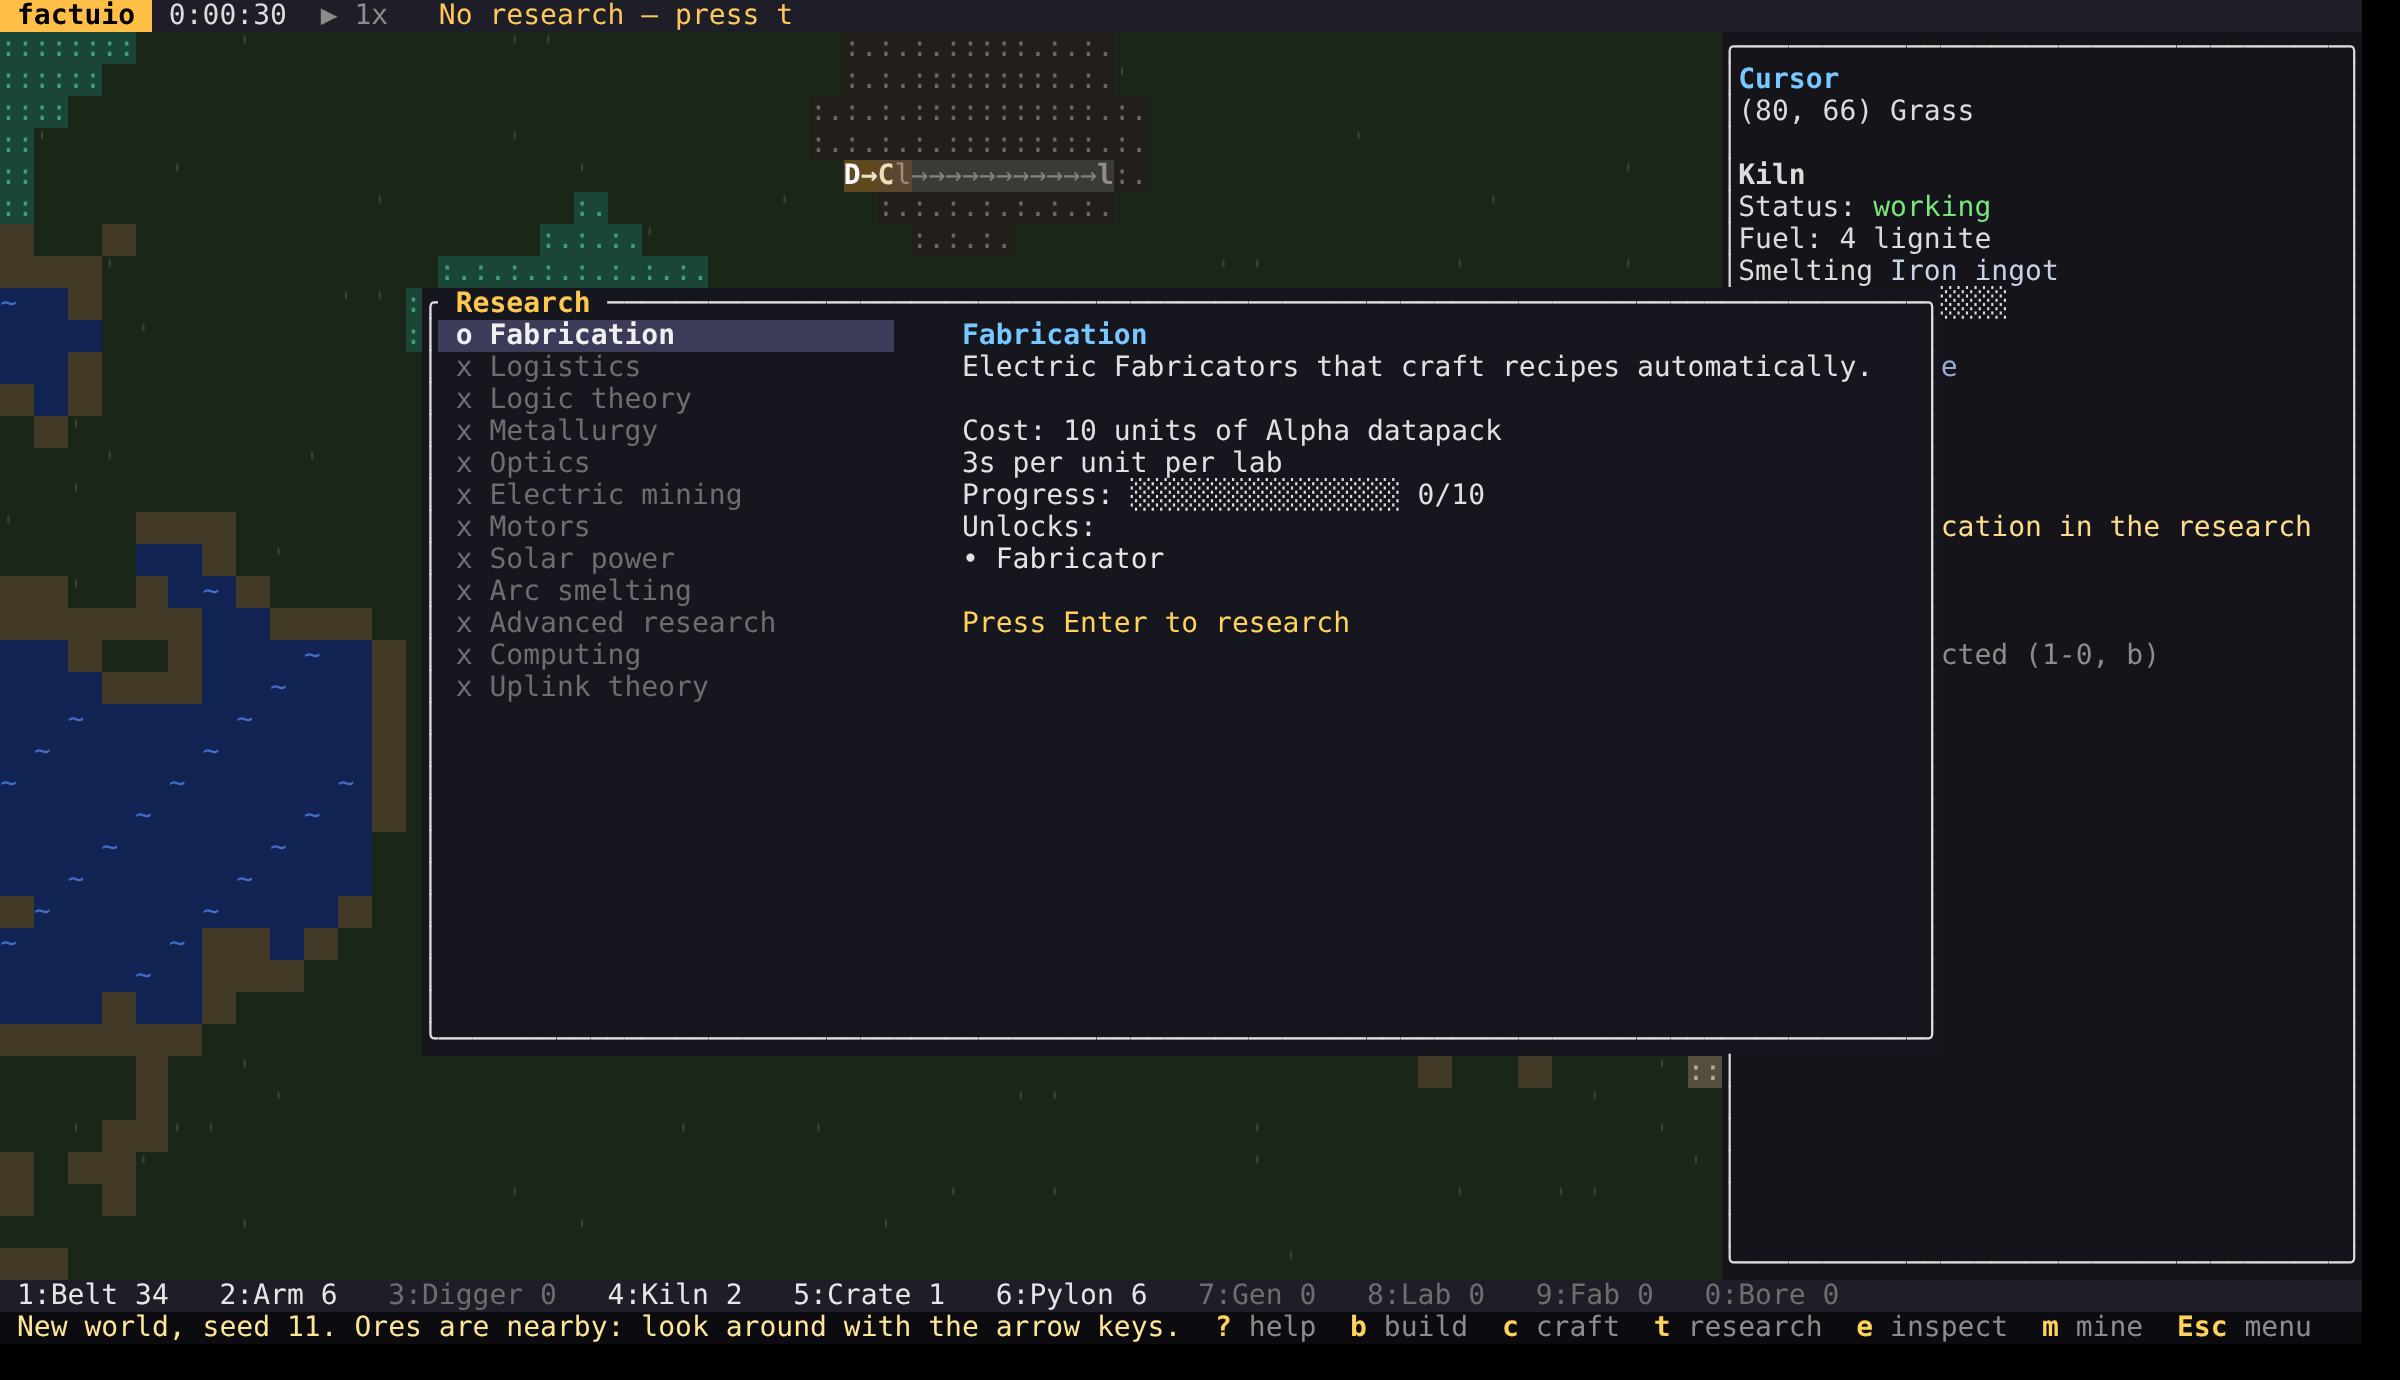 factuio 0:00:30 ▶ 1x No research — press t
Cursor
(80, 66) Grass
D→Cl→→→→→→→→→→→l
Kiln
Status: working
Fuel: 4 lignite
Smelting Iron ingot
Research
o Fabrication
x Logistics
x Logic theory
x Metallurgy
x Optics
x Electric mining
x Motors
x Solar power
x Arc smelting
x Advanced research
x Computing
x Uplink theory
Fabrication
Electric Fabricators that craft recipes automatically.
Cost: 10 units of Alpha datapack
3s per unit per lab
Progress: ░░░░░░░░░░░░░░░░ 0/10
Unlocks:
• Fabricator
Press Enter to research
e
cation in the research
cted (1-0, b)
1:Belt 34 2:Arm 6 3:Digger 0 4:Kiln 2 5:Crate 1 6:Pylon 6 7:Gen 0 8:Lab 0 9:Fab 0 0:Bore 0
New world, seed 11. Ores are nearby: look around with the arrow keys. ? help b build c craft t research e inspect m mine Esc menu